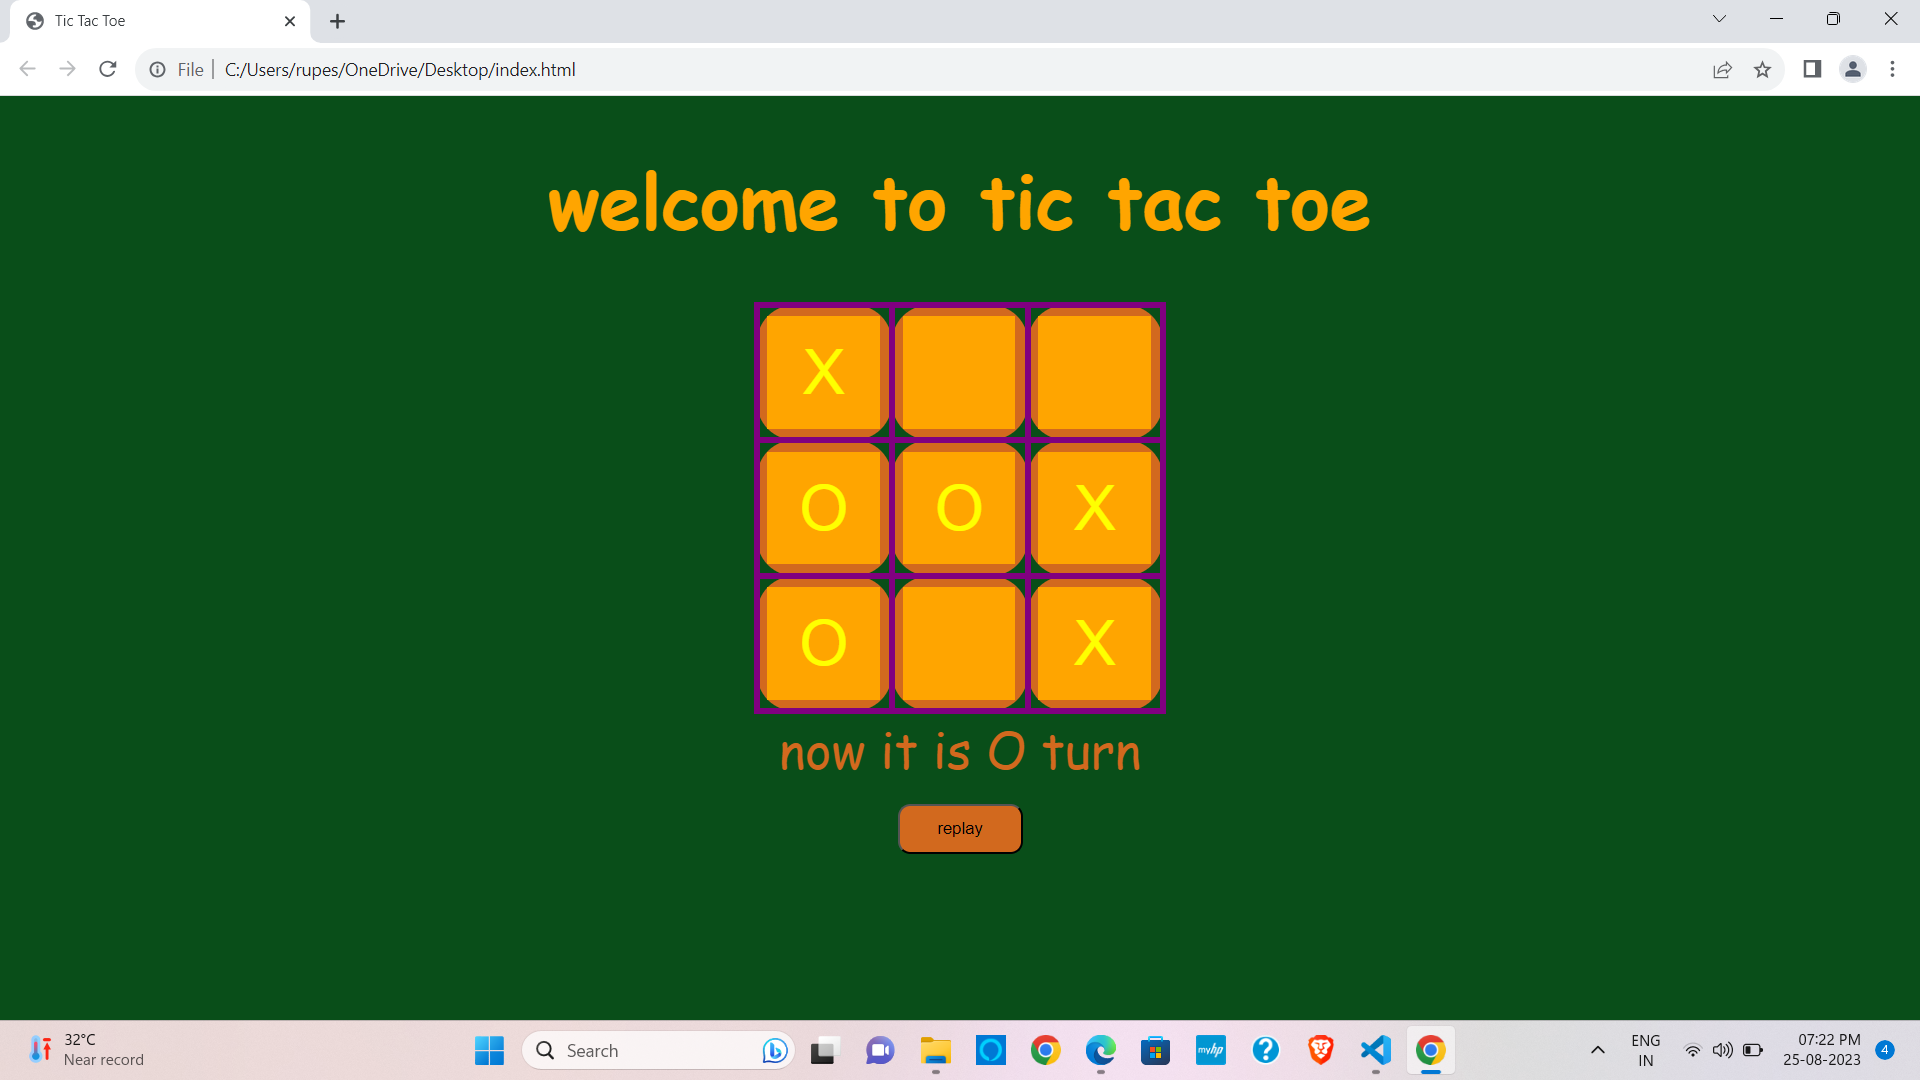 Tic Tac Toe
File
C:/Users/rupes/OneDrive/Desktop/index.html
welcome to tic tac toe
X
O O X
O X
now it is O turn
replay
32°C
Near record
Search
myhp
?
ENG
IN
07:22 PM
25-08-2023
4